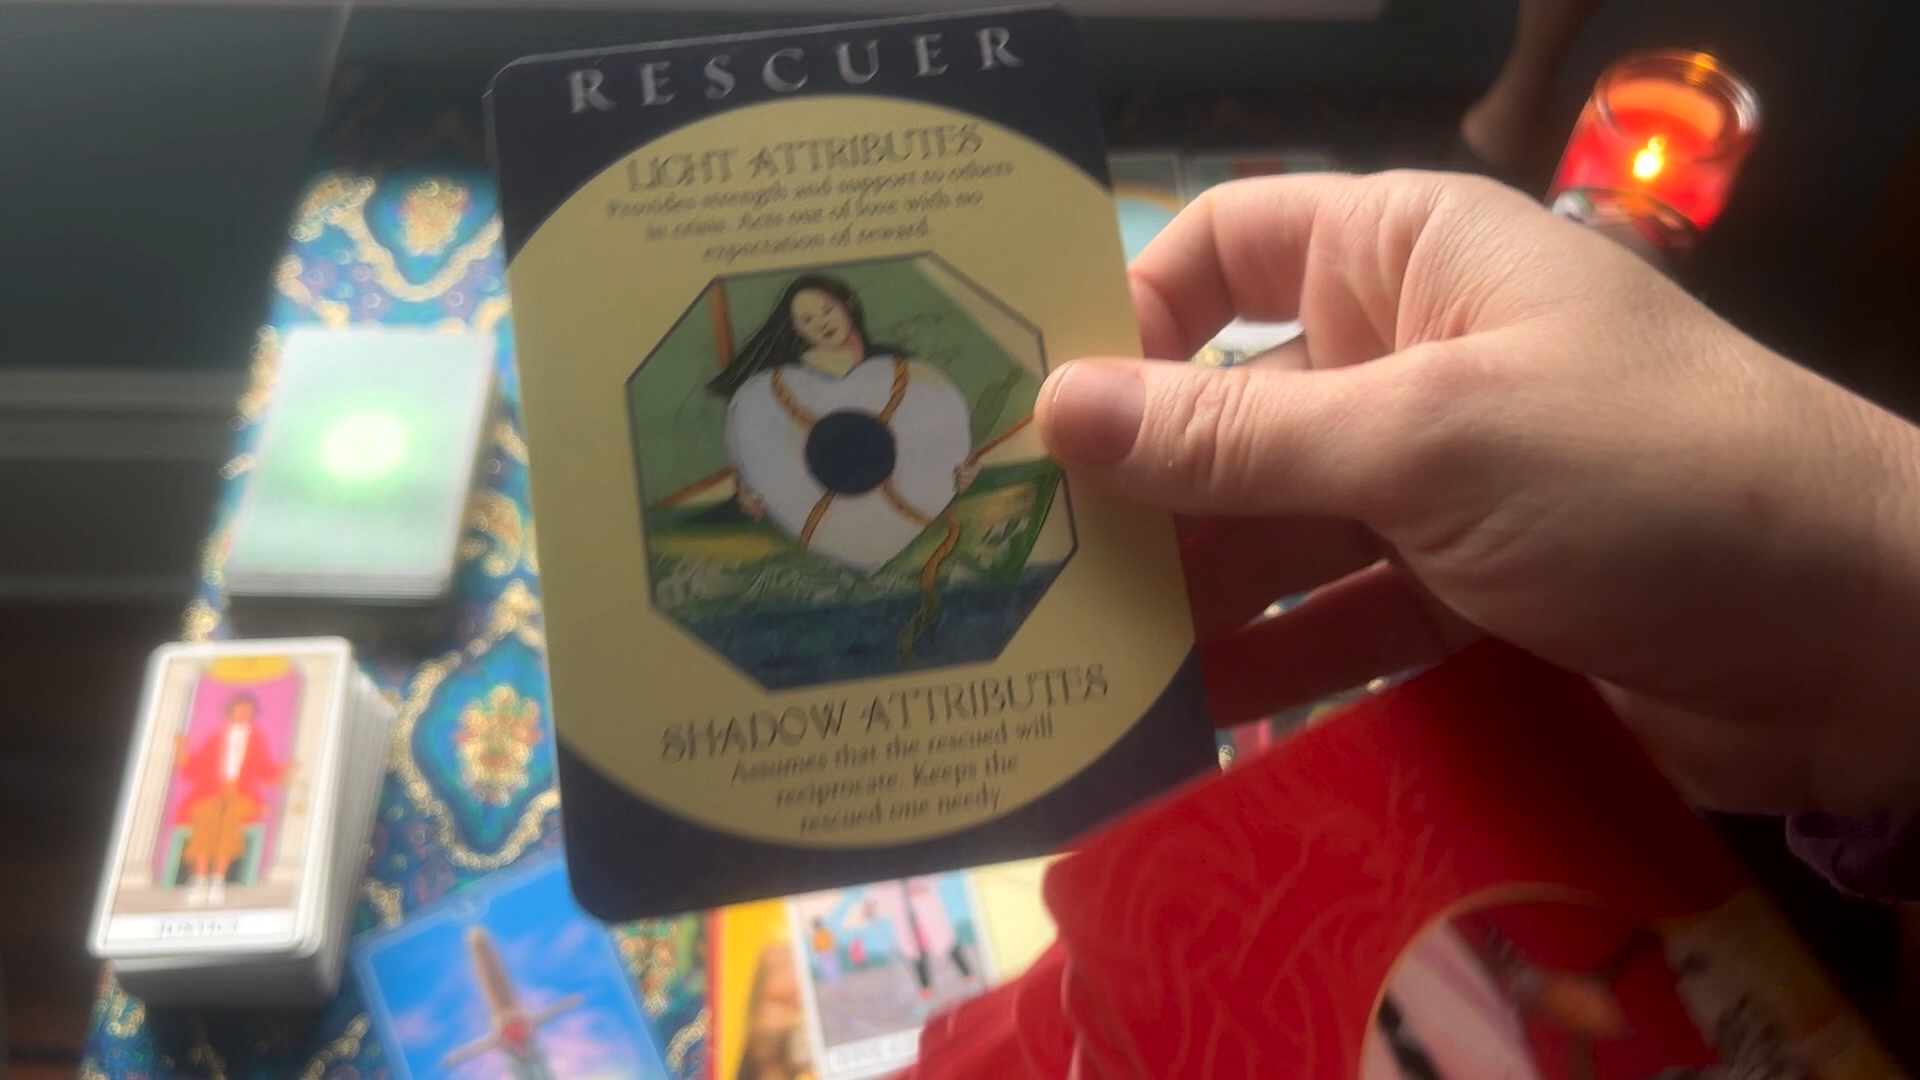 RESCUER
LIGHT ATTRIBUTES
Provides strength and support to others
in crisis. Acts out of love with no
expectation of reward.
SHADOW ATTRIBUTES
Assumes that the rescued will
reciprocate. Keeps the
rescued one needy.
JUSTICE